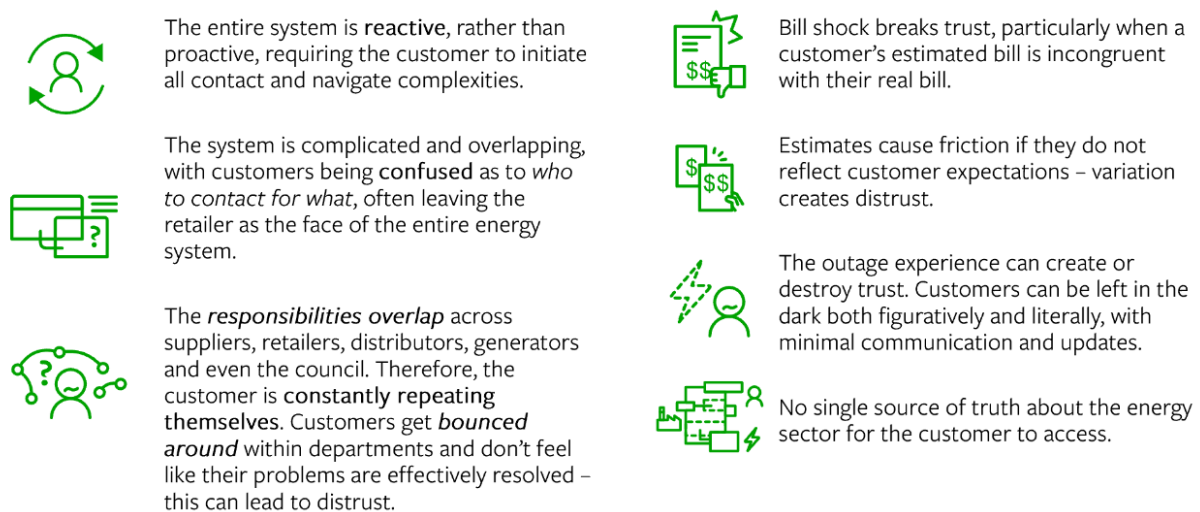 The entire system is reactive, rather than
proactive, requiring the customer to initiate
all contact and navigate complexities.
The system is complicated and overlapping,
with customers being confused as to who
to contact for what, often leaving the
retailer as the face of the entire energy
system.
?
The responsibilities overlap across
suppliers, retailers, distributors, generators
and even the council. Therefore, the
customer is constantly repeating
themselves. Customers get bounced
around within departments and don’t feel
like their problems are effectively resolved –
this can lead to distrust.
?
$$
Bill shock breaks trust, particularly when a
customer’s estimated bill is incongruent
with their real bill.
$
$$
Estimates cause friction if they do not
reflect customer expectations – variation
creates distrust.
The outage experience can create or
destroy trust. Customers can be left in the
dark both figuratively and literally, with
minimal communication and updates.
No single source of truth about the energy
sector for the customer to access.